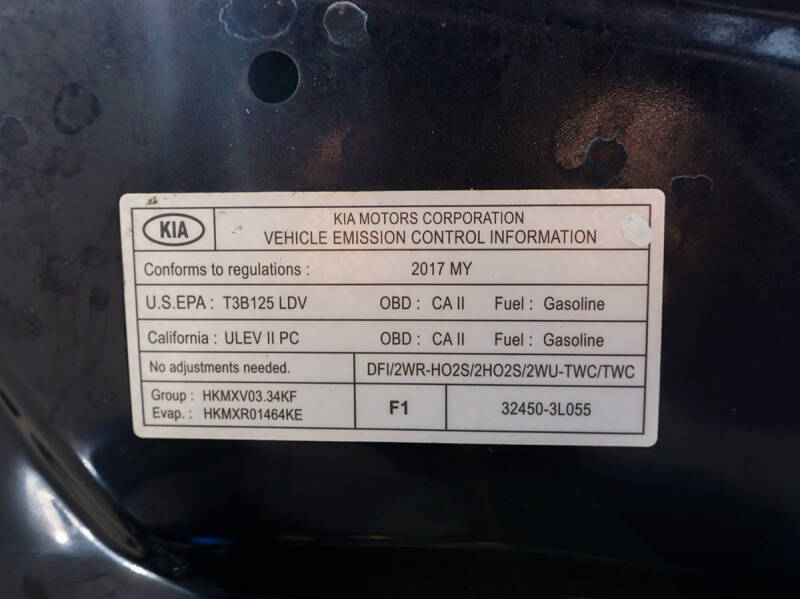 KIA
KIA MOTORS CORPORATION
VEHICLE EMISSION CONTROL INFORMATION
Conforms to regulations : 2017 MY
U.S.EPA : T3B125 LDV OBD : CA II Fuel : Gasoline
California : ULEV II PC OBD : CA II Fuel : Gasoline
No adjustments needed. DFI/2WR-HO2S/2HO2S/2WU-TWC/TWC
Group : HKMXV03.34KF
Evap. : HKMXR01464KE
F1 32450-3L055